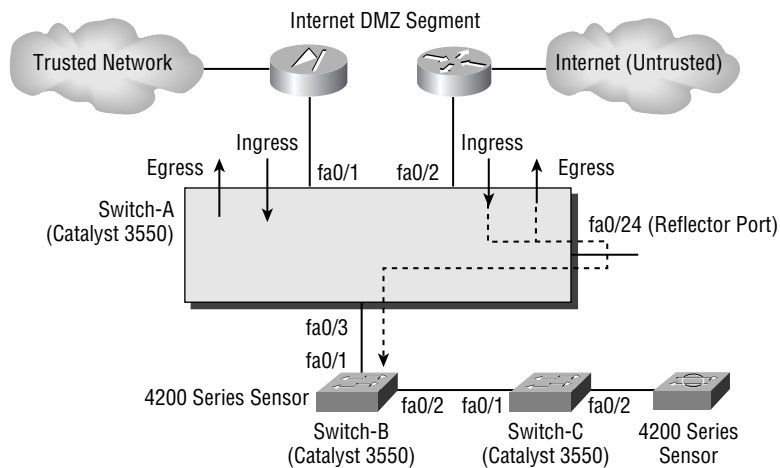 Internet DMZ Segment
Trusted Network
Internet (Untrusted)
Ingress
Ingress
Egress
fa0/1
fa0/2
Egress
Switch-A
(Catalyst 3550)
fa0/24 (Reflector Port)
fa0/3
fa0/1
4200 Series Sensor
fa0/2
fa0/1
fa0/2
Switch-B
(Catalyst 3550)
Switch-C
(Catalyst 3550)
4200 Series
Sensor